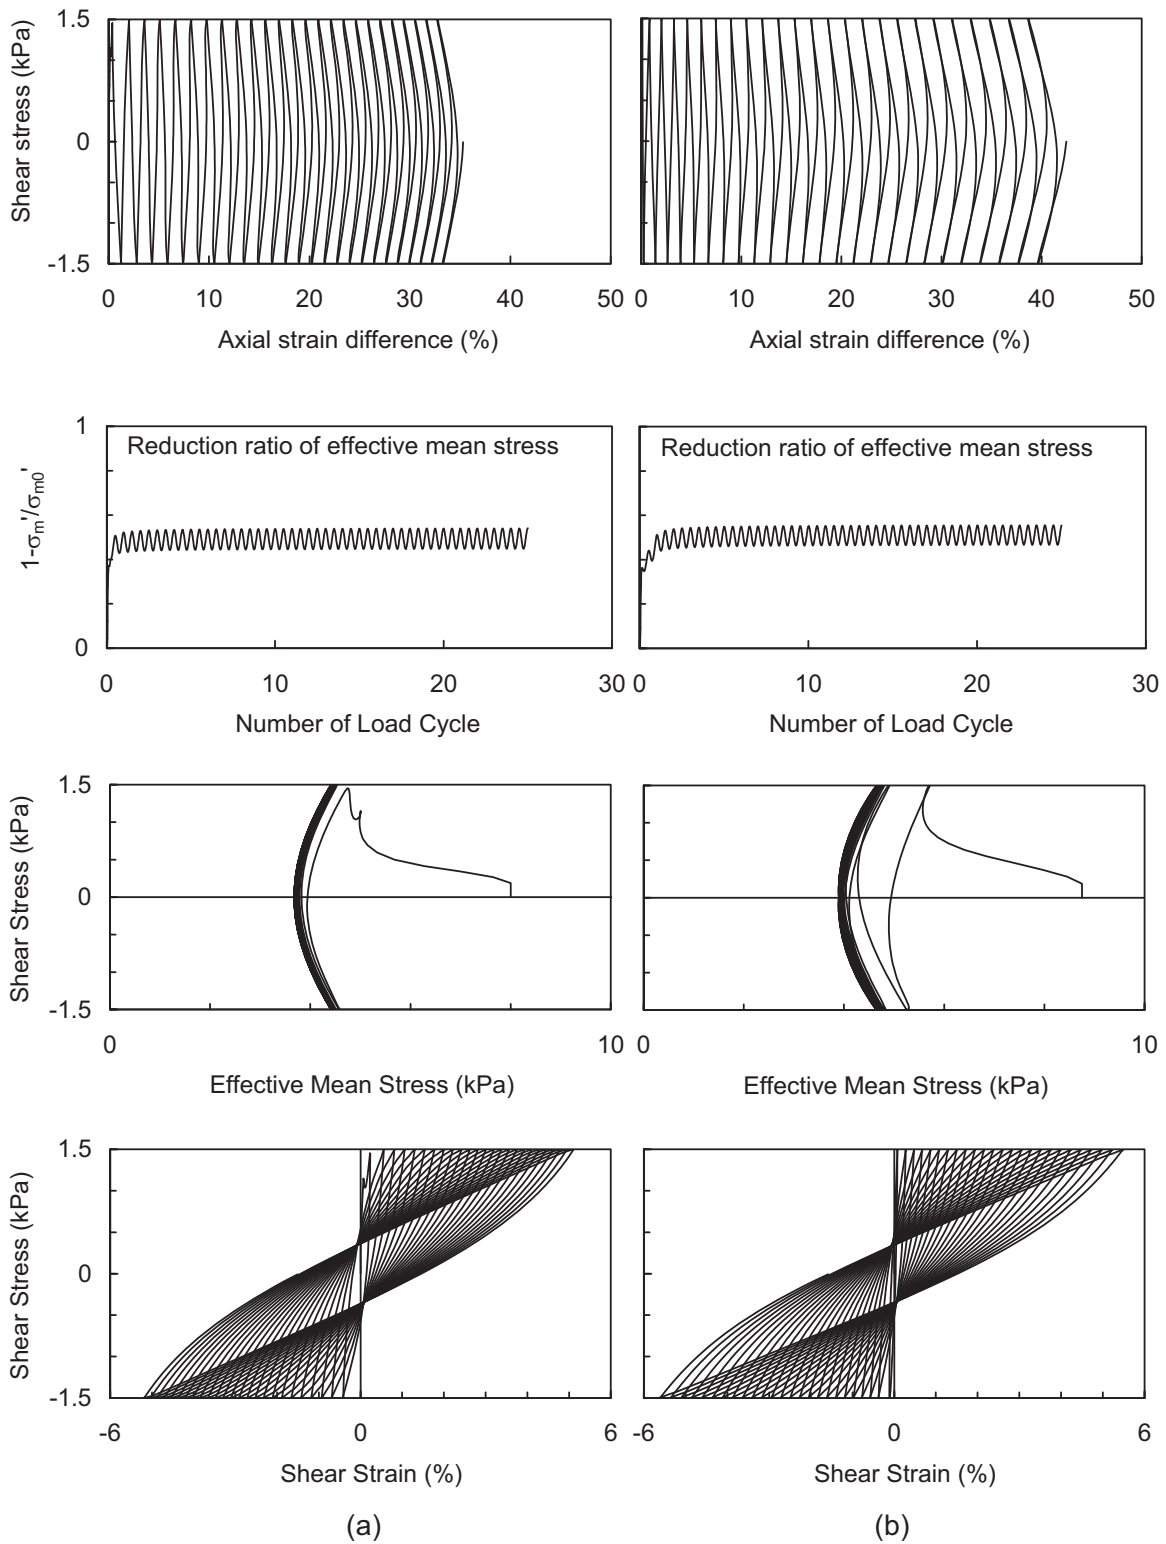 1.5
0
-1.5
Shear stress (kPa)
0 10 20 30 40 50
0 10 20 30 40 50
Axial strain difference (%)
Axial strain difference (%)
1
0
1-σm'/σm0'
Reduction ratio of effective mean stress
Reduction ratio of effective mean stress
0 10 20 30
0 10 20 30
Number of Load Cycle
Number of Load Cycle
1.5
0
-1.5
Shear Stress (kPa)
0 10
0 10
Effective Mean Stress (kPa)
Effective Mean Stress (kPa)
1.5
0
-1.5
Shear Stress (kPa)
-6 0 6
-6 0 6
Shear Strain (%)
Shear Strain (%)
(a)
(b)